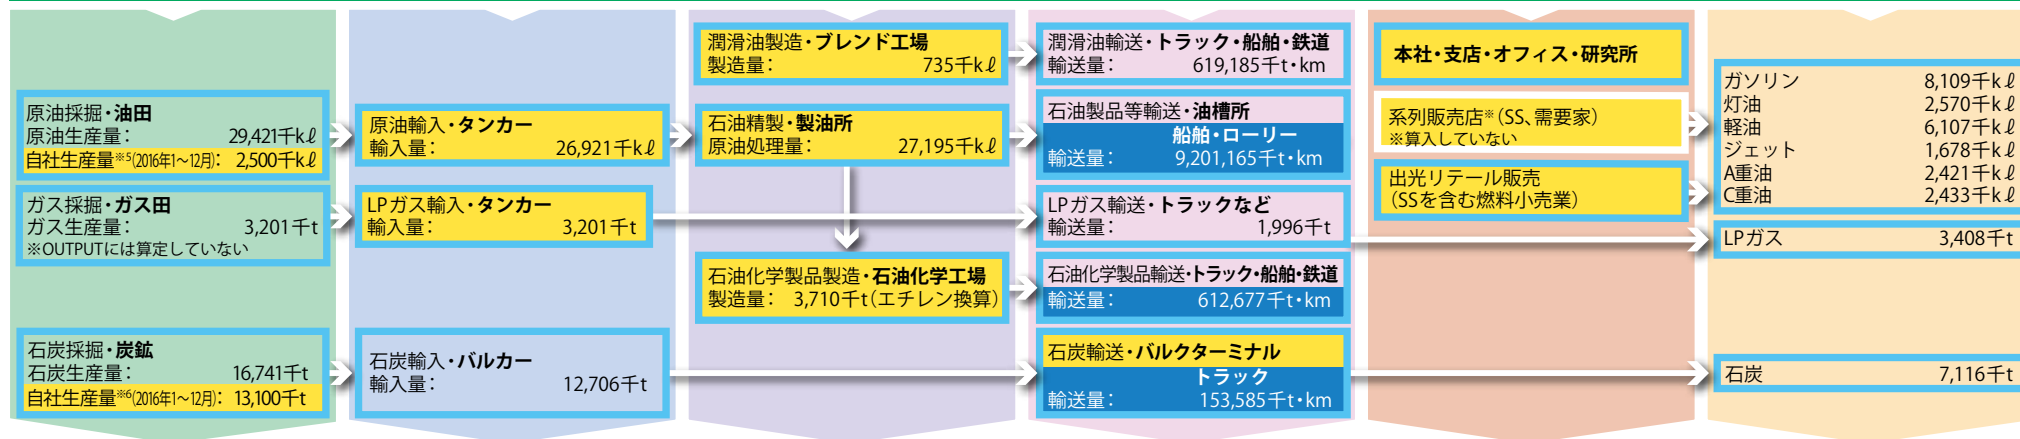 原油採掘・油田
原油生産量： 29,421千kℓ
自社生産量※5(2016年1～12月)： 2,500千kℓ
ガス採掘・ガス田
ガス生産量： 3,201千t
※OUTPUTには算定していない
石炭採掘・炭鉱
石炭生産量： 16,741千t
自社生産量※6(2016年1～12月)： 13,100千t
原油輸入・タンカー
輸入量： 26,921千kℓ
LPガス輸入・タンカー
輸入量： 3,201千t
石炭輸入・バルカー
輸入量： 12,706千t
潤滑油製造・ブレンド工場
製造量： 735千kℓ
石油精製・製油所
原油処理量： 27,195千kℓ
石油化学製品製造・石油化学工場
製造量： 3,710千t（エチレン換算）
潤滑油輸送・トラック・船舶・鉄道
輸送量： 619,185千t・km
石油製品等輸送・油槽所
船舶・ローリー
輸送量： 9,201,165千t・km
LPガス輸送・トラックなど
輸送量： 1,996千t
石油化学製品輸送・トラック・船舶・鉄道
輸送量： 612,677千t・km
石炭輸送・バルクターミナル
トラック
輸送量： 153,585千t・km
本社・支店・オフィス・研究所
系列販売店※（SS、需要家）
※算入していない
出光リテール販売
（SSを含む燃料小売業）
ガソリン 8,109千kℓ
灯油 2,570千kℓ
軽油 6,107千kℓ
ジェット 1,678千kℓ
A重油 2,421千kℓ
C重油 2,433千kℓ
LPガス 3,408千t
石炭 7,116千t